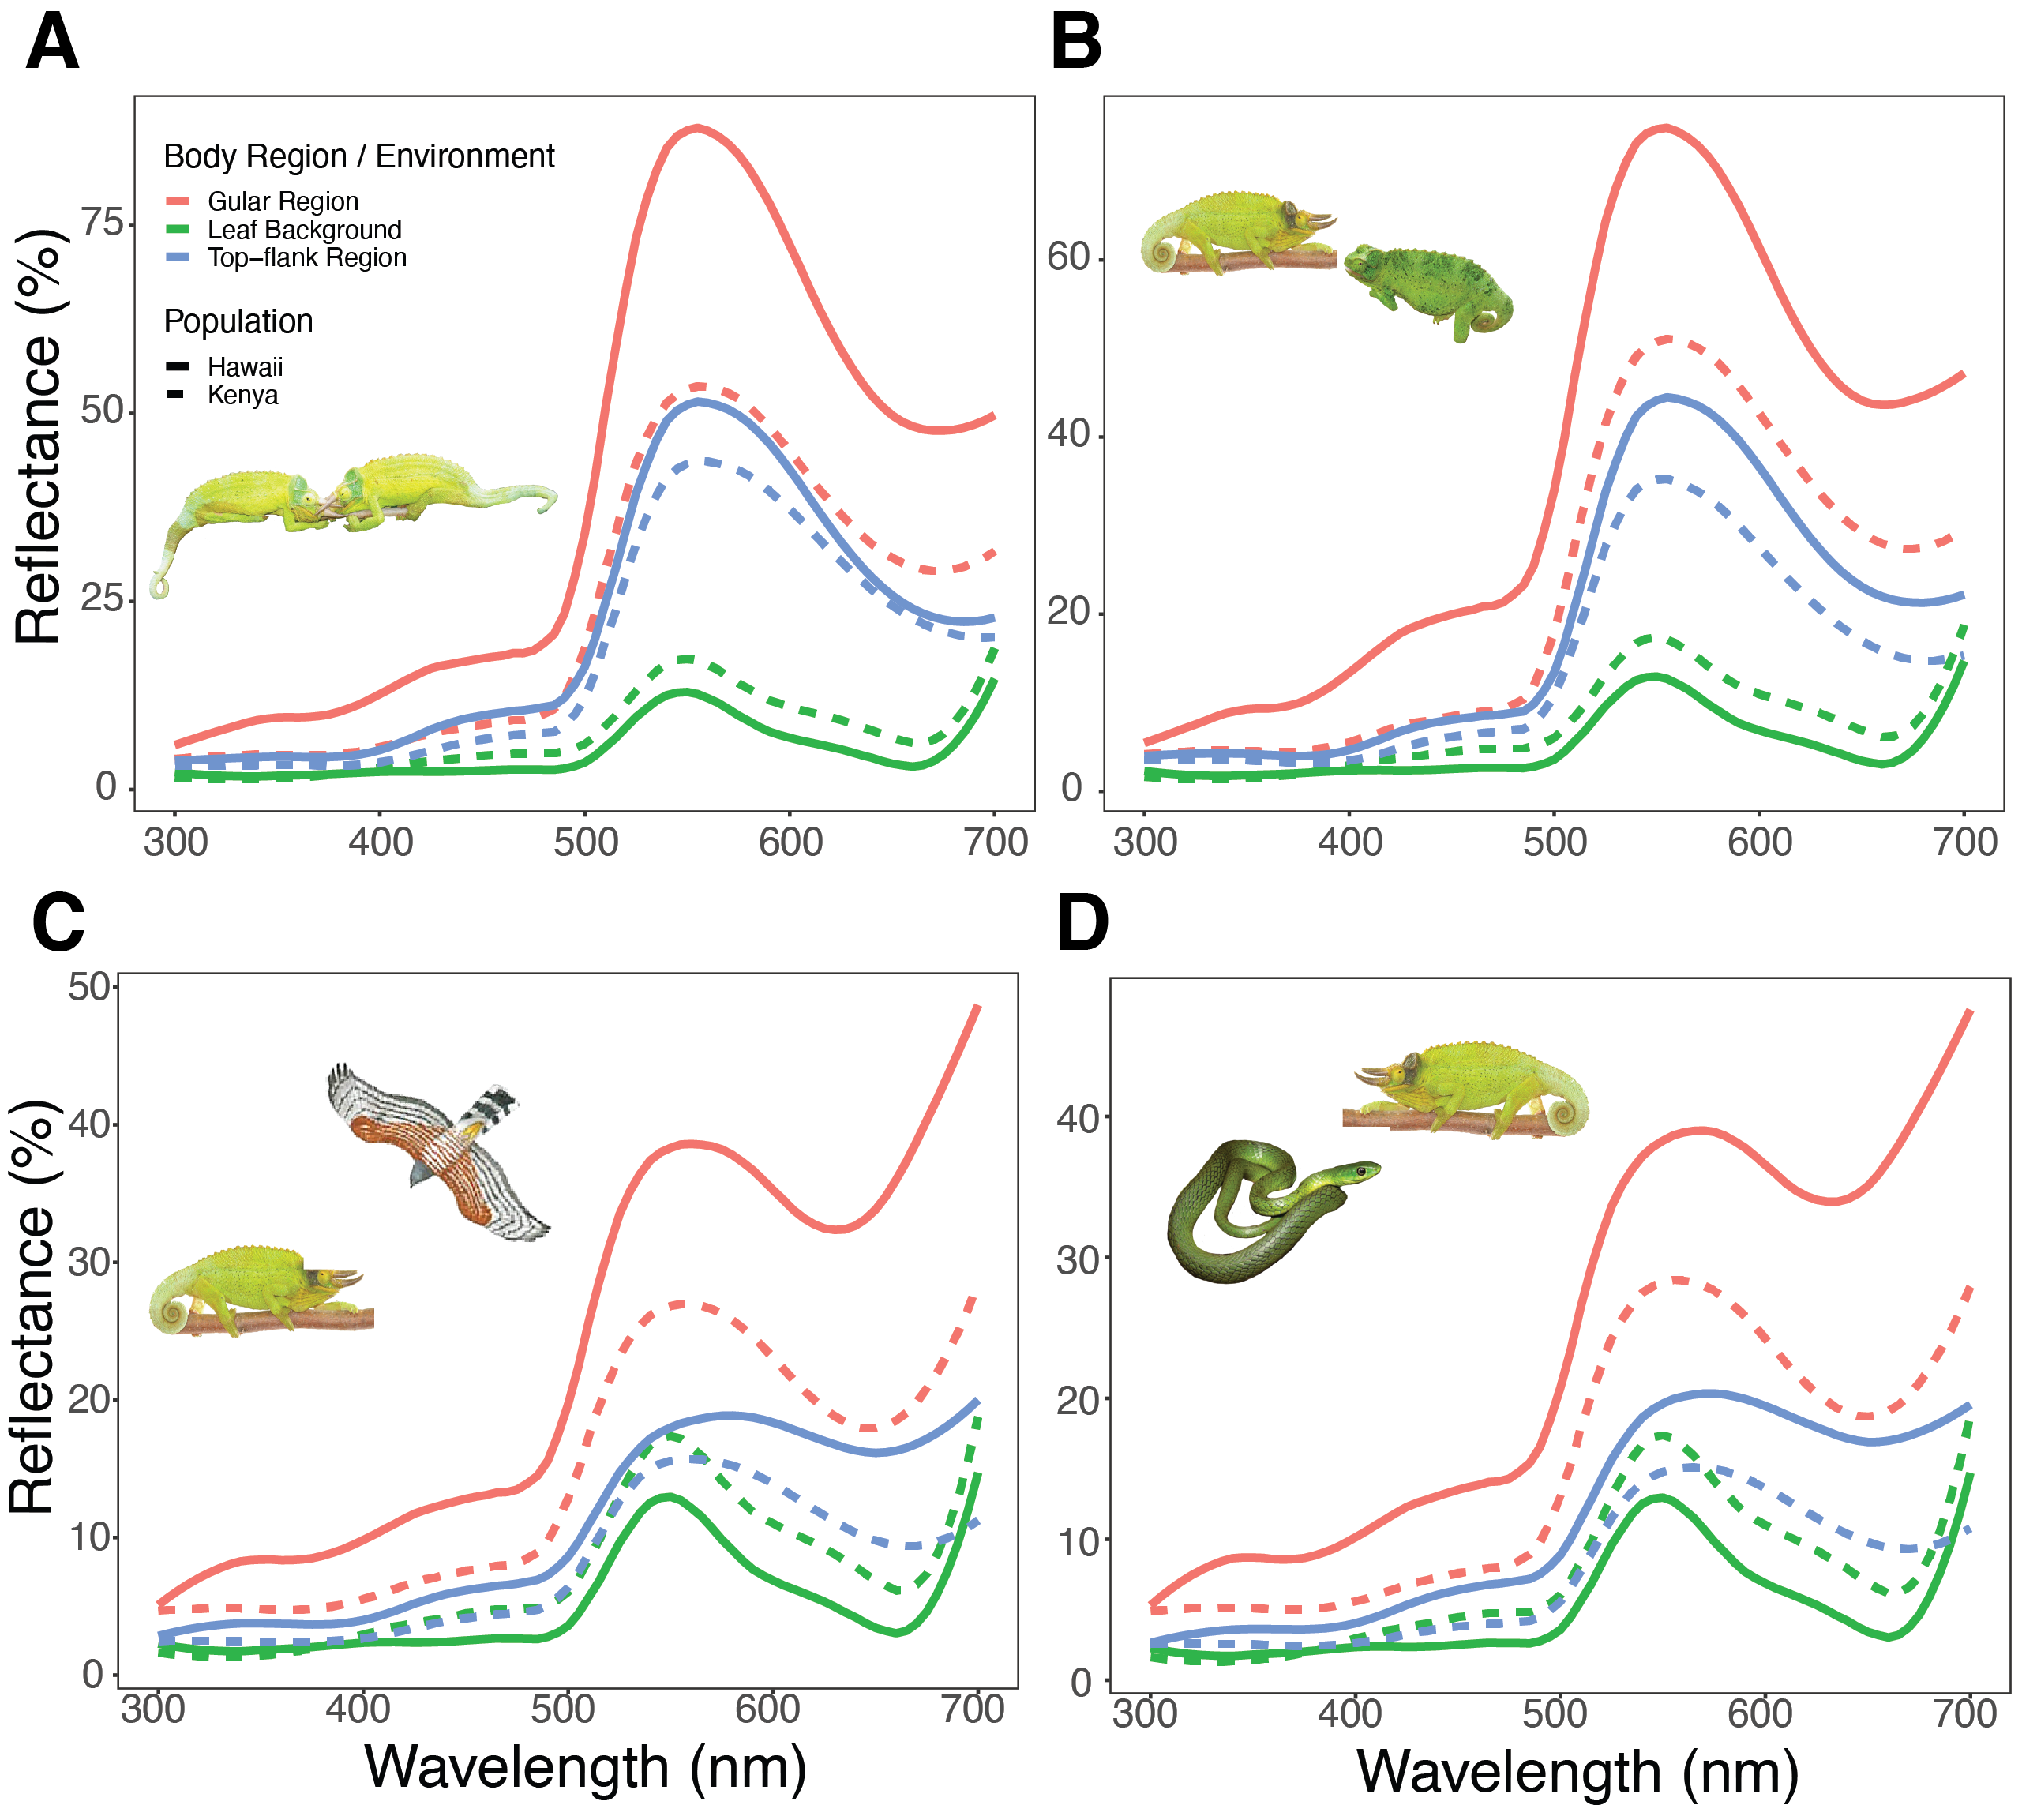 A
Reflectance (%)
75
50
25
0
Body Region / Environment
Gular Region
Leaf Background
Top–flank Region
Population
Hawaii
Kenya
300 400 500 600 700
B
60
40
20
0
300 400 500 600 700
C
Reflectance (%)
50
40
30
20
10
0
300 400 500 600 700
Wavelength (nm)
D
40
30
20
10
0
300 400 500 600 700
Wavelength (nm)